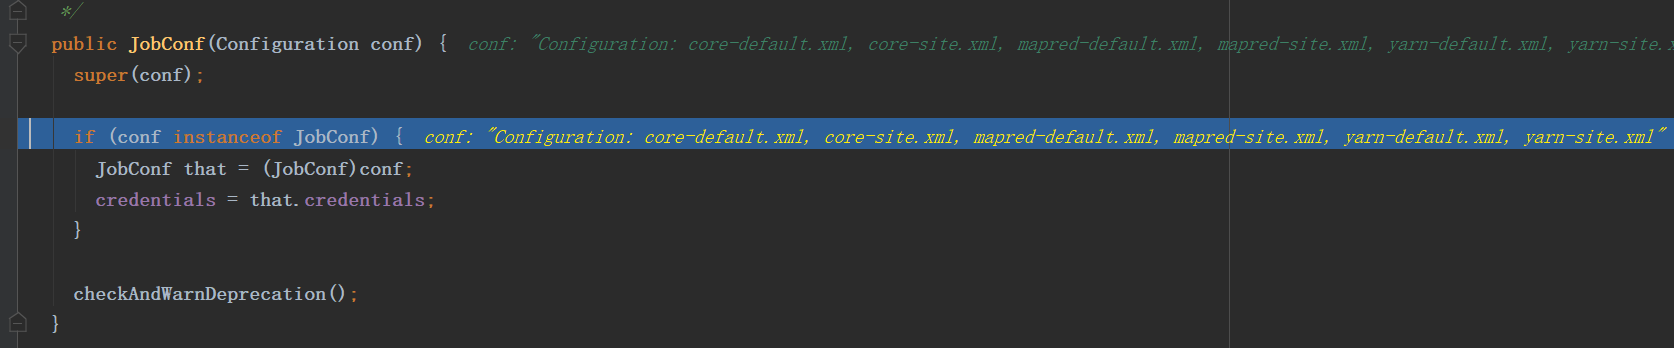 */
public JobConf(Configuration conf) {  conf: "Configuration: core-default.xml, core-site.xml, mapred-default.xml, mapred-site.xml, yarn-default.xml, yarn-site.x
super(conf);
if (conf instanceof JobConf) {  conf: "Configuration: core-default.xml, core-site.xml, mapred-default.xml, mapred-site.xml, yarn-default.xml, yarn-site.xml"
JobConf that = (JobConf)conf;
credentials = that.credentials;
}
checkAndWarnDeprecation();
}